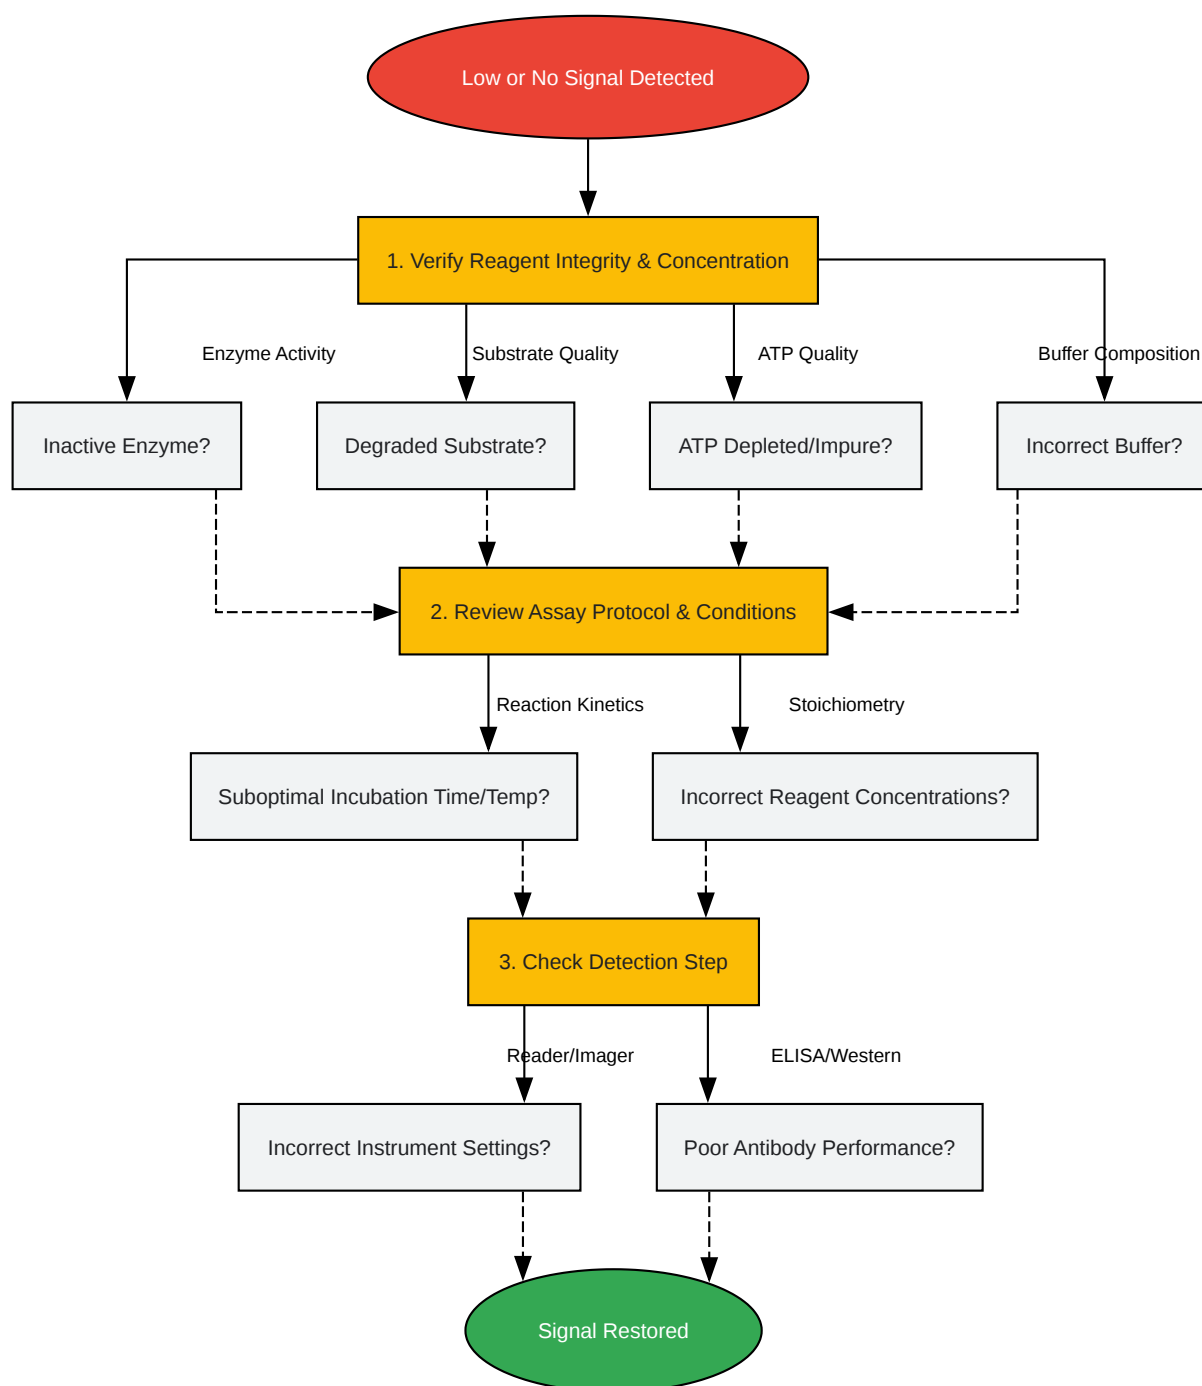 Low or No Signal Detected
1. Verify Reagent Integrity & Concentration
Enzyme Activity
Substrate Quality
ATP Quality
Buffer Composition
Inactive Enzyme?
Degraded Substrate?
ATP Depleted/Impure?
Incorrect Buffer?
2. Review Assay Protocol & Conditions
Reaction Kinetics
Stoichiometry
Suboptimal Incubation Time/Temp?
Incorrect Reagent Concentrations?
3. Check Detection Step
Reader/Imager
ELISA/Western
Incorrect Instrument Settings?
Poor Antibody Performance?
Signal Restored